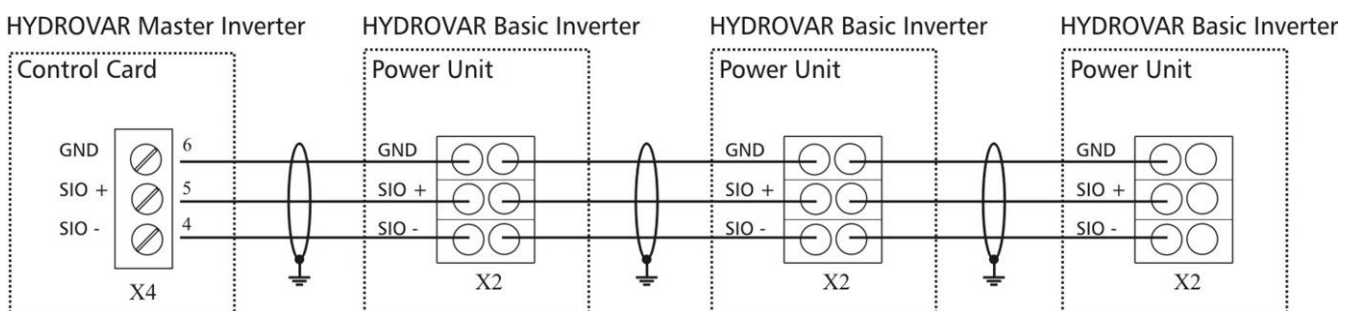 HYDROVAR Master Inverter
Control Card
GND 6
SIO + 5
SIO - 4
X4
HYDROVAR Basic Inverter
Power Unit
GND
SIO +
SIO -
X2
HYDROVAR Basic Inverter
Power Unit
GND
SIO +
SIO -
X2
HYDROVAR Basic Inverter
Power Unit
GND
SIO +
SIO -
X2